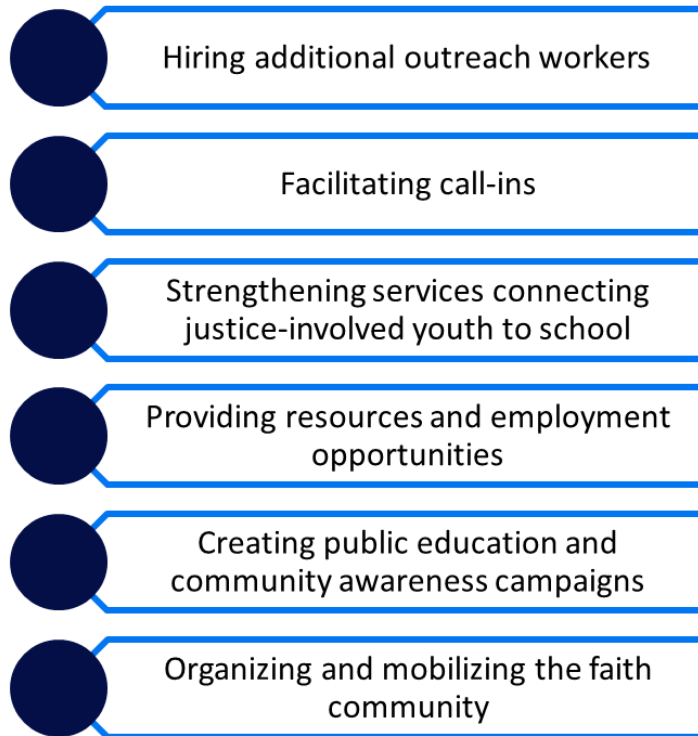 Hiring additional outreach workers
Facilitating call-ins
Strengthening services connecting
justice-involved youth to school
Providing resources and employment
opportunities
Creating public education and
community awareness campaigns
Organizing and mobilizing the faith
community